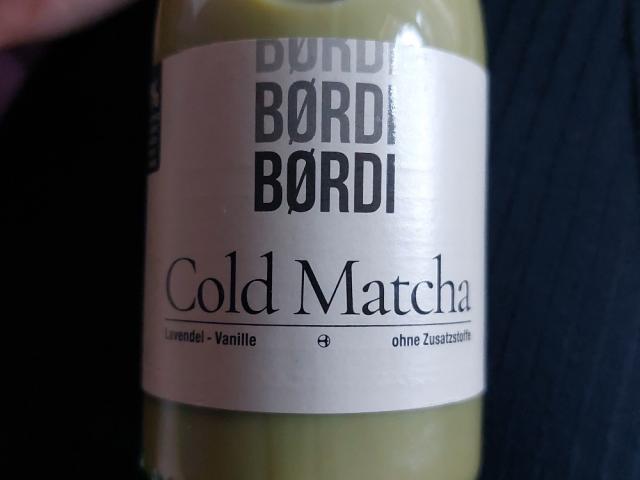 BØRDI
BØRDI
BØRDI
Cold Matcha
Lavendel - Vanille
ohne Zusatzstoffe